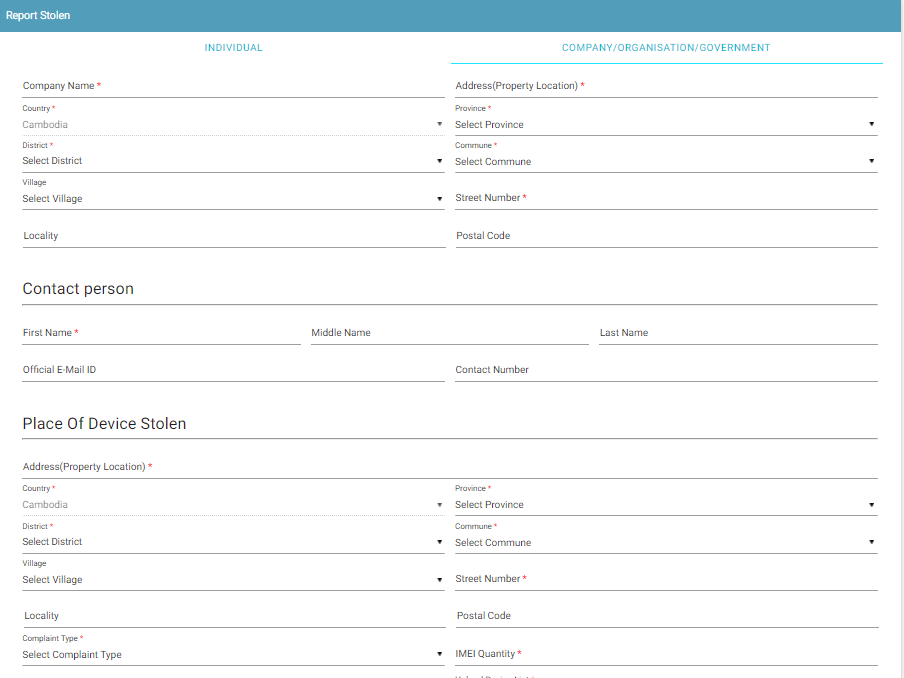 Report Stolen
INDIVIDUAL COMPANY/ORGANISATION/GOVERNMENT
Company Name * Address(Property Location) *
Country * Province *
Cambodia Select Province
District * Commune *
Select District Select Commune
Village
Select Village Street Number *
Locality Postal Code
Contact person
First Name * Middle Name Last Name
Official E-Mail ID Contact Number
Place Of Device Stolen
Address(Property Location) *
Country * Province *
Cambodia Select Province
District * Commune *
Select District Select Commune
Village
Select Village Street Number *
Locality Postal Code
Complaint Type *
Select Complaint Type IMEI Quantity *